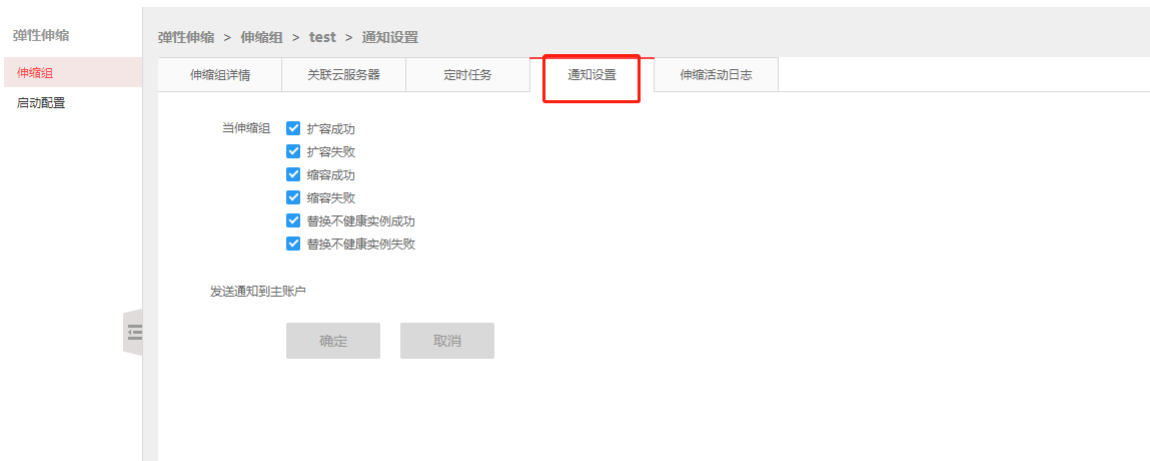 弹性伸缩
伸缩组
启动配置
弹性伸缩 > 伸缩组 > test > 通知设置
伸缩组详情 关联云服务器 定时任务 通知设置 伸缩活动日志
当伸缩组 扩容成功
扩容失败
缩容成功
缩容失败
替换不健康实例成功
替换不健康实例失败
发送通知到主账户
确定 取消